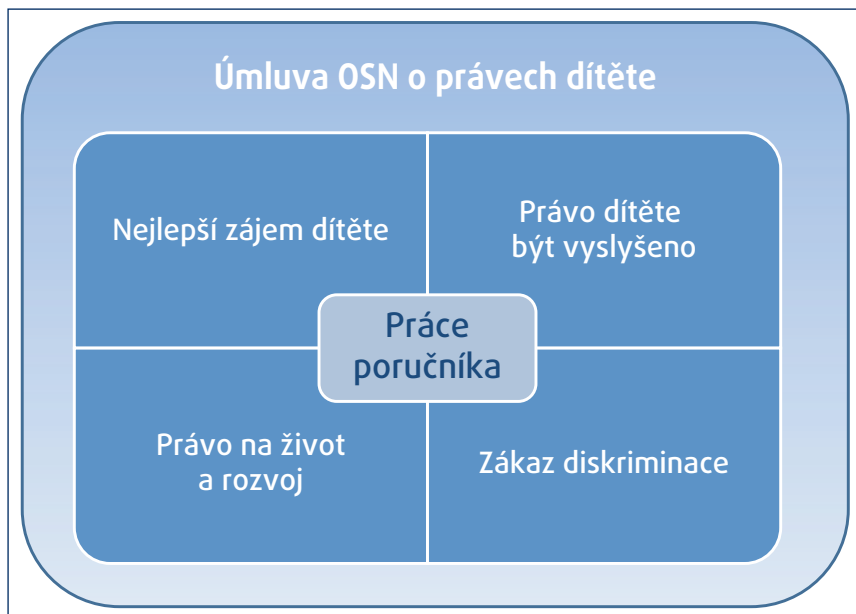 Úmluva OSN o právech dítěte
Nejlepší zájem dítěte
Právo dítěte
být vyslyšeno
Práce
poručníka
Právo na život
a rozvoj
Zákaz diskriminace